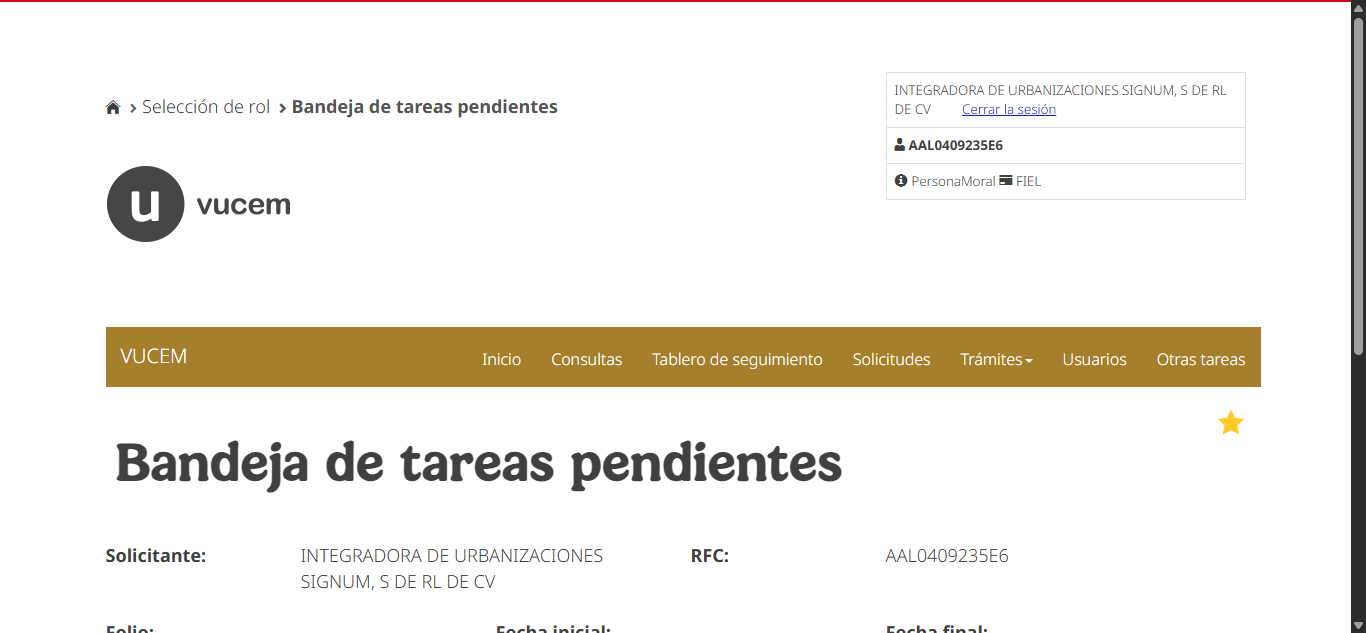 Selección de rol Bandeja de tareas pendientes
INTEGRADORA DE URBANIZACIONES SIGNUM, S DE RL
DE CV Cerrar la sesión
AAL0409235E6
PersonaMoral FIEL
u vucem
VUCEM Inicio Consultas Tablero de seguimiento Solicitudes Trámites Usuarios Otras tareas
Bandeja de tareas pendientes
Solicitante: INTEGRADORA DE URBANIZACIONES RFC: AAL0409235E6
SIGNUM, S DE RL DE CV
Folio: Fecha inicial: Fecha final: